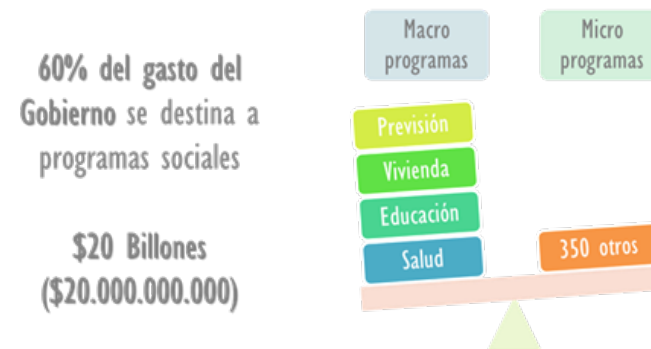 60% del gasto del
Gobierno se destina a
programas sociales
$20 Billones
($20.000.000.000)
Macro
programas
Previsión
Vivienda
Educación
Salud
Micro
programas
350 otros